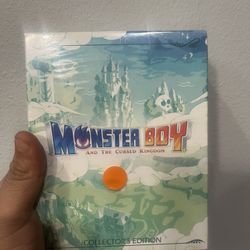 MONSTER BOY
AND THE CURSED KINGDOM
COLLECTOR'S EDITION